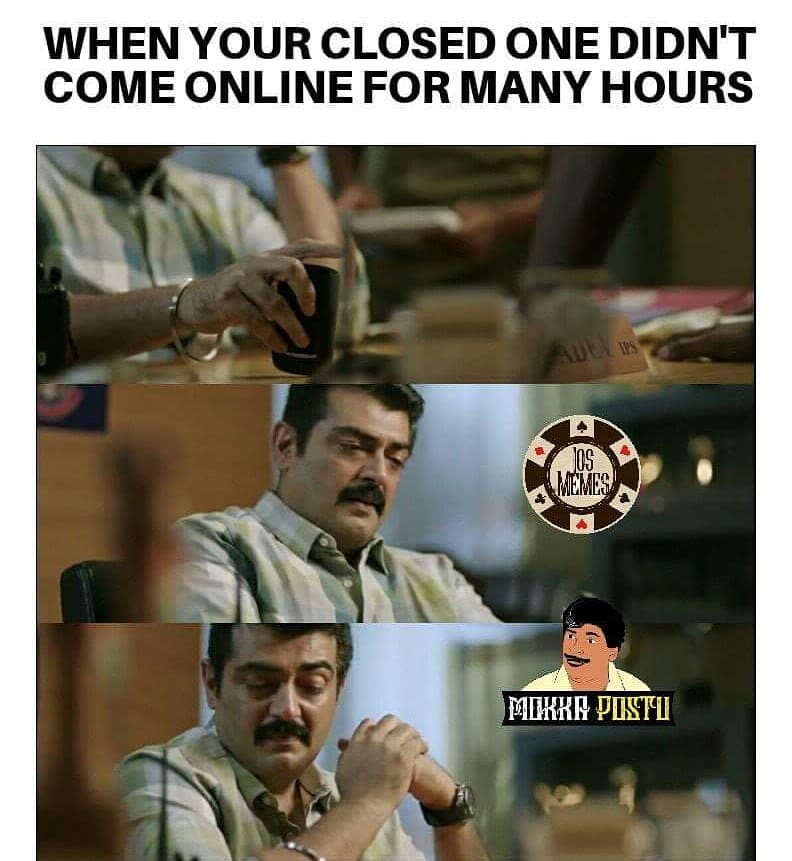 WHEN YOUR CLOSED ONE DIDN'T
COME ONLINE FOR MANY HOURS
IPS
JOS
MEMES
MOKKA POSTU